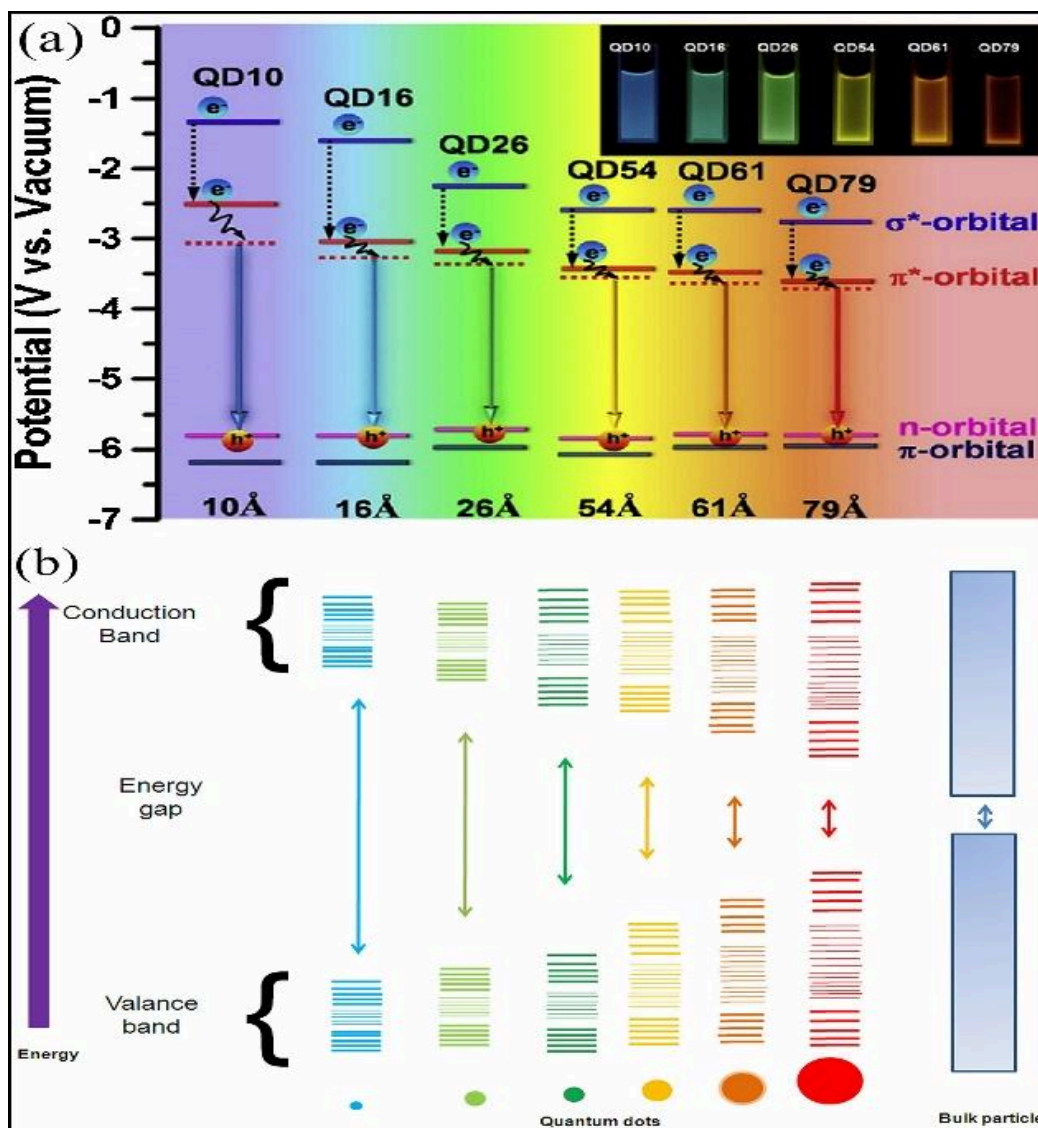 (a)
0
-1
-2
-3
-4
-5
-6
-7
Potential (V vs. Vacuum)
QD10 QD16 QD26 QD54 QD61 QD79
QD10
QD16
QD26
QD54
QD61
QD79
e⁻ e⁻ e⁻ e⁻ e⁻ e⁻
e⁻ e⁻ e⁻ e⁻ e⁻ e⁻
σ*-orbital
π*-orbital
h⁺ h⁺ h⁺ h⁺ h⁺ h⁺
n-orbital
π-orbital
10Å 16Å 26Å 54Å 61Å 79Å
(b)
Conduction
Band
Energy
gap
Valance
band
Energy
Quantum dots
Bulk particle